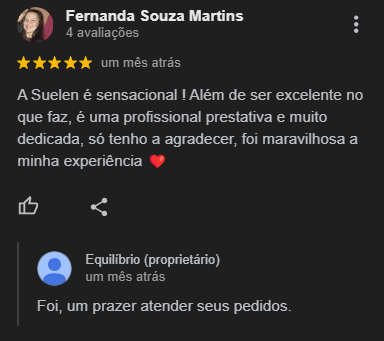 Fernanda Souza Martins
4 avaliações
um mês atrás
A Suelen é sensacional ! Além de ser excelente no
que faz, é uma profissional prestativa e muito
dedicada, só tenho a agradecer, foi maravilhosa a
minha experiência ❤️
Equilíbrio (proprietário)
um mês atrás
Foi, um prazer atender seus pedidos.